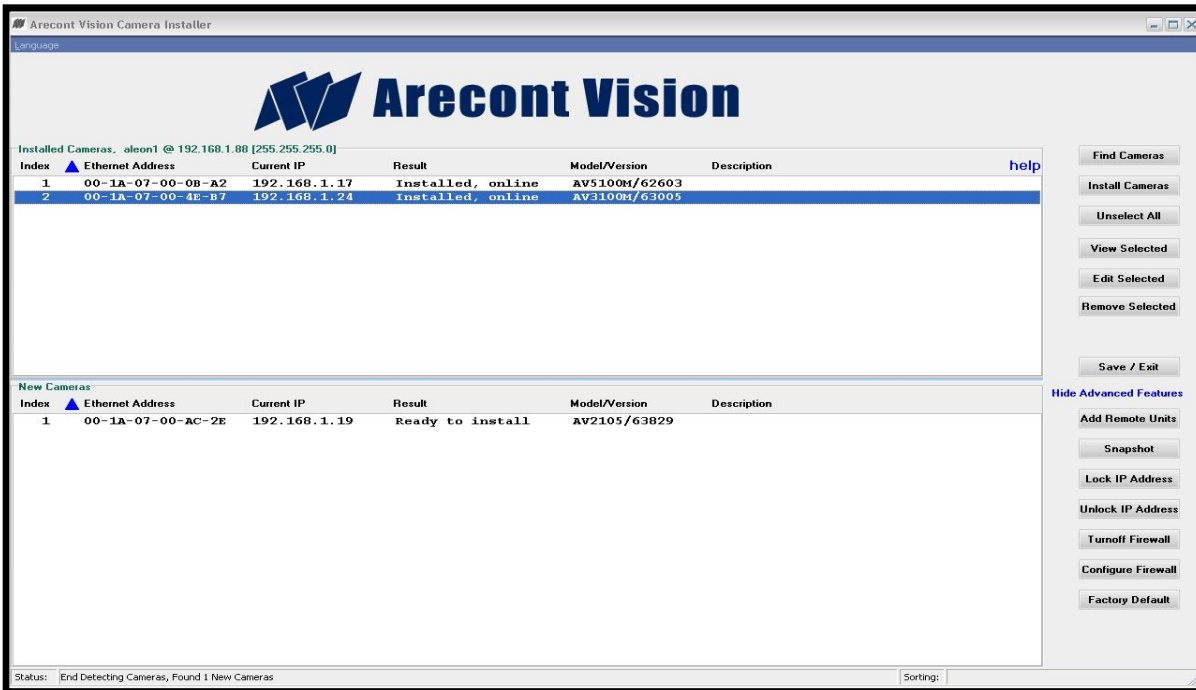 Arecont Vision Camera Installer
Language
Arecont Vision
Installed Cameras, aleon1 @ 192.168.1.88 [255.255.255.0]
Index Ethernet Address Current IP Result Model/Version Description help
1 00-1A-07-00-0B-A2 192.168.1.17 Installed, online AV5100M/62603
2 00-1A-07-00-4E-B7 192.168.1.24 Installed, online AV3100M/63005
Find Cameras
Install Cameras
Unselect All
View Selected
Edit Selected
Remove Selected
Save / Exit
New Cameras
Index Ethernet Address Current IP Result Model/Version Description
1 00-1A-07-00-AC-2E 192.168.1.19 Ready to install AV2105/63829
Hide Advanced Features
Add Remote Units
Snapshot
Lock IP Address
Unlock IP Address
Turnoff Firewall
Configure Firewall
Factory Default
Status: End Detecting Cameras, Found 1 New Cameras Sorting: